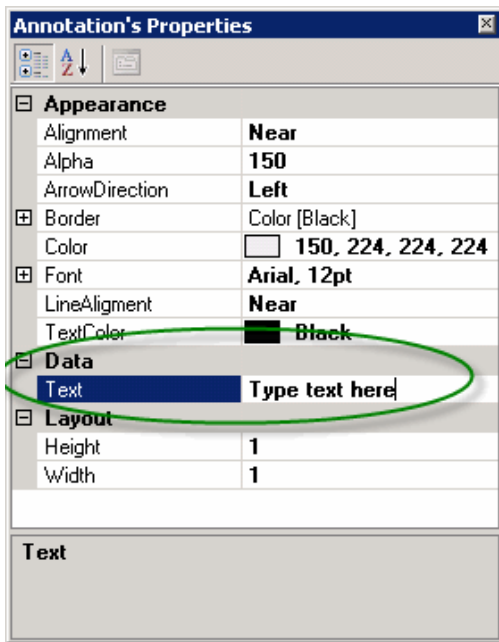 Annotation's Properties
Appearance
Alignment Near
Alpha 150
ArrowDirection Left
Border Color [Black]
Color 150, 224, 224, 224
Font Arial, 12pt
LineAligment Near
TextColor Black
Data
Text Type text here
Layout
Height 1
Width 1
Text